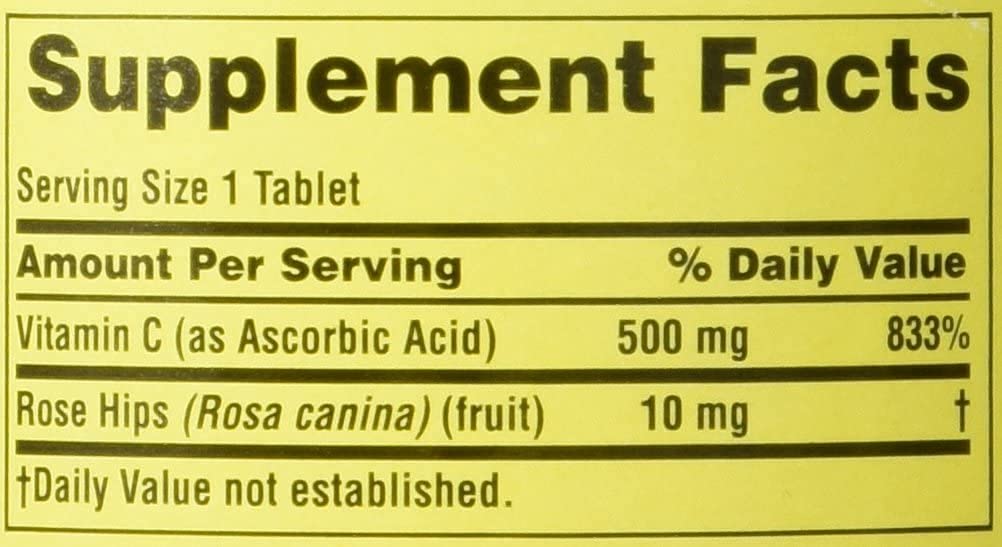 Supplement Facts
Serving Size 1 Tablet
Amount Per Serving % Daily Value
Vitamin C (as Ascorbic Acid) 500 mg 833%
Rose Hips (Rosa canina) (fruit) 10 mg †
†Daily Value not established.